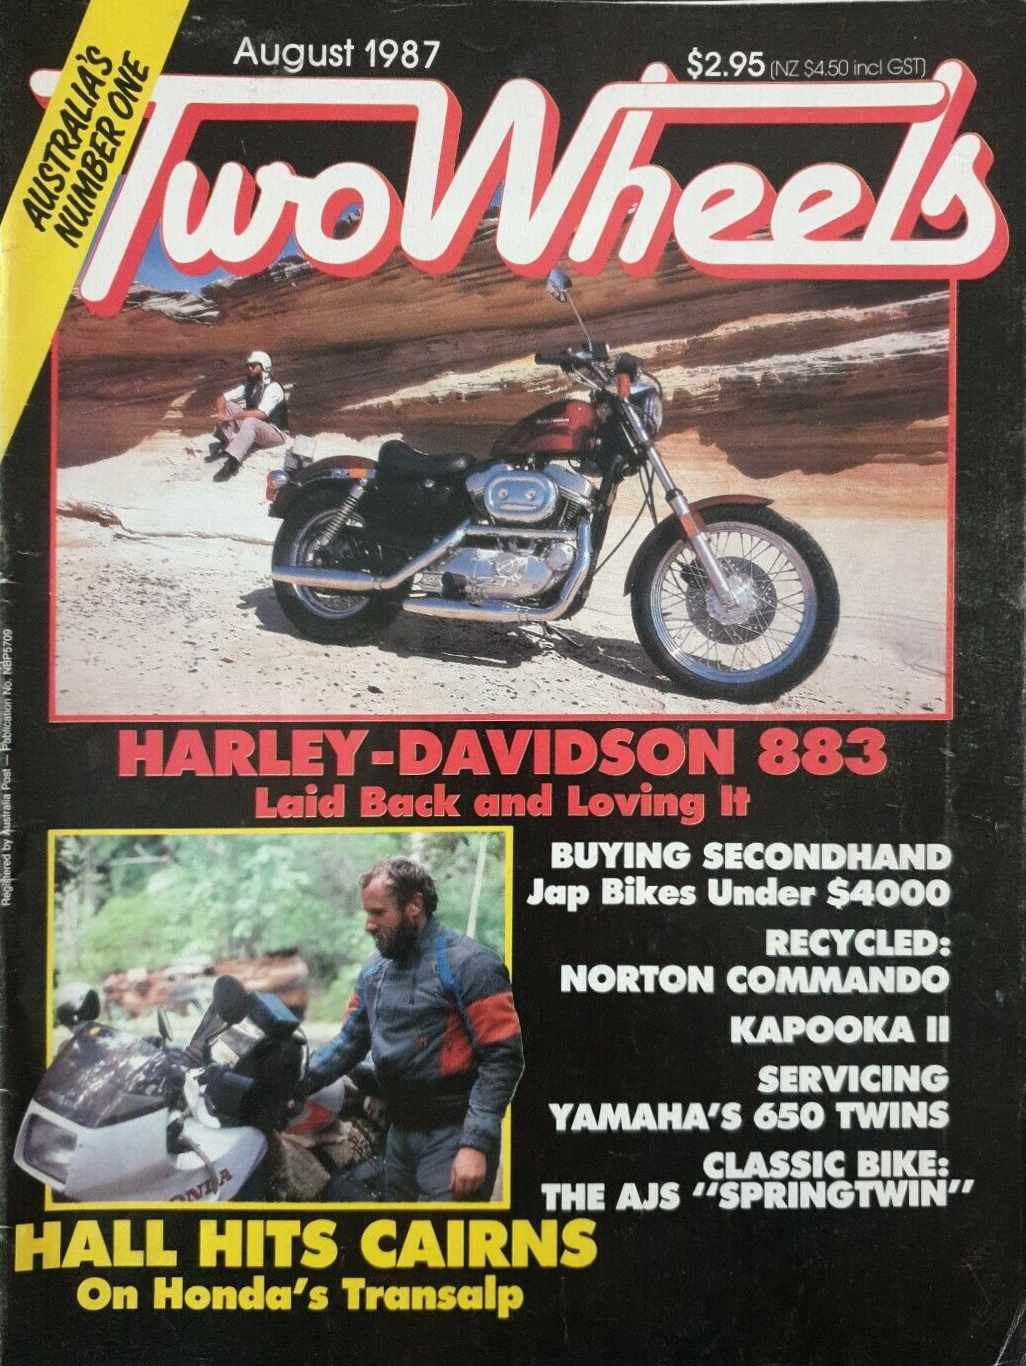 AUSTRALIA'S
NUMBER ONE
August 1987
$2.95 (NZ $4.50 incl GST)
Two Wheels
HARLEY-DAVIDSON 883
Laid Back and Loving It
BUYING SECONDHAND
Jap Bikes Under $4000
RECYCLED:
NORTON COMMANDO
KAPOOKA II
SERVICING
YAMAHA'S 650 TWINS
CLASSIC BIKE:
THE AJS "SPRINGTWIN"
HONDA
HALL HITS CAIRNS
On Honda's Transalp
Registered by Australia Post — Publication No. NBP5709